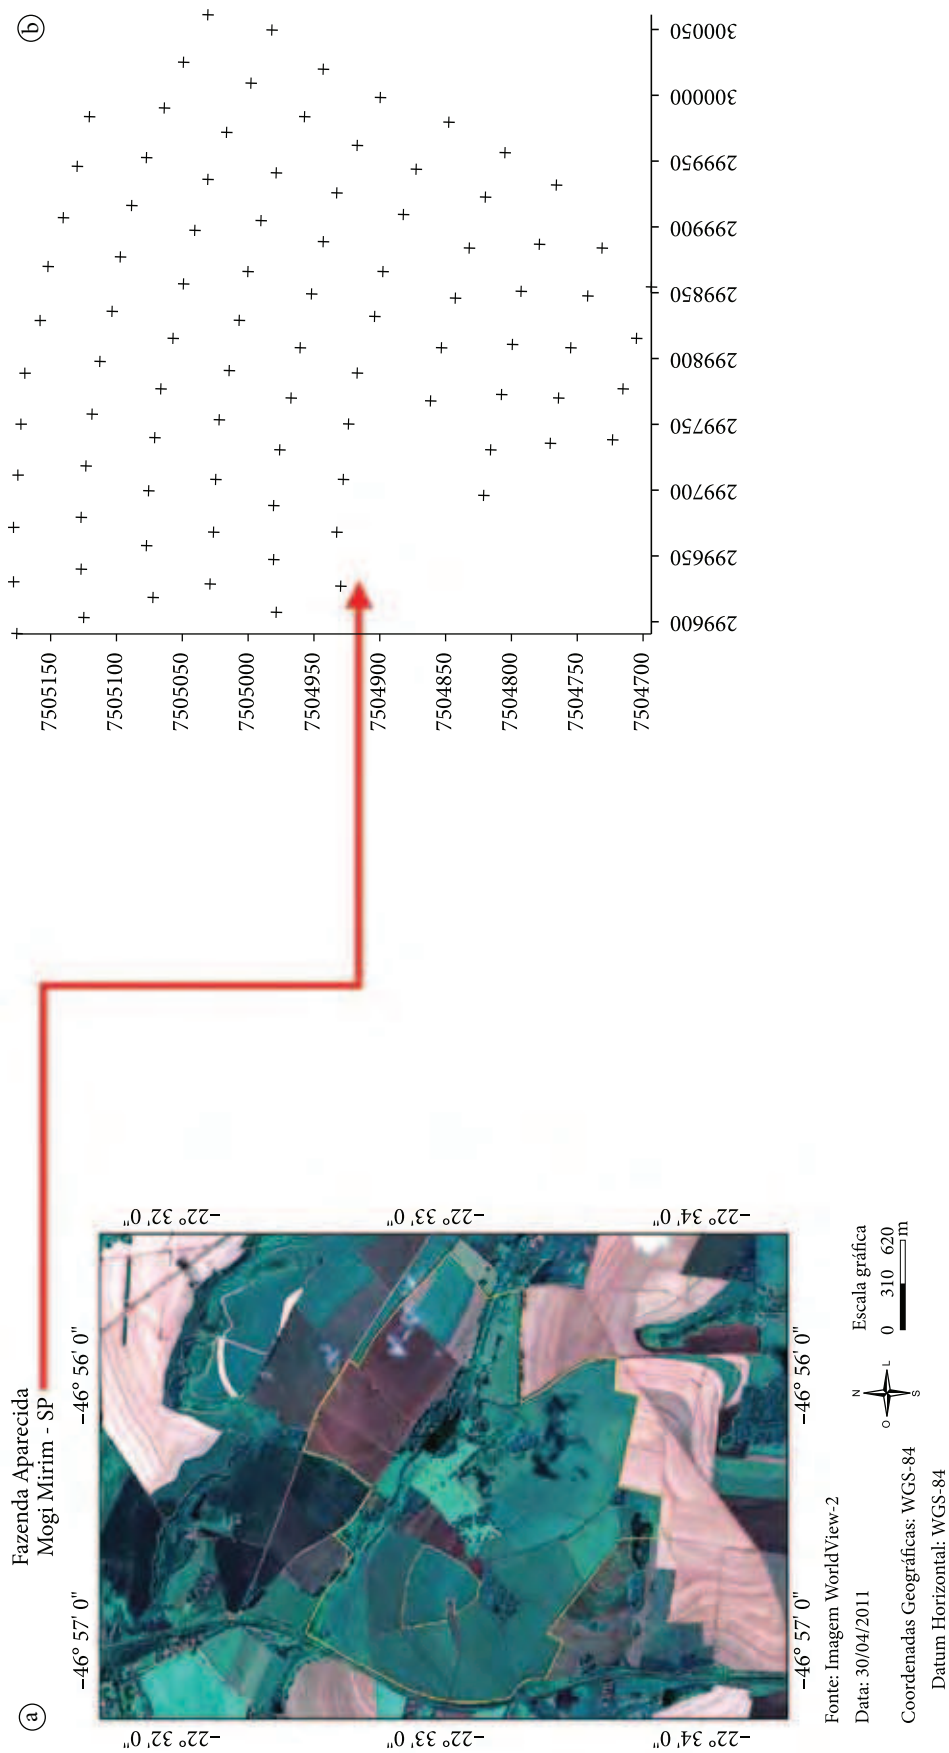 a
Fazenda Aparecida
Mogi Mirim - SP
−46° 57' 0"
−46° 56' 0"
−22° 32' 0"
−22° 32' 0"
−22° 33' 0"
−22° 33' 0"
−22° 34' 0"
−22° 34' 0"
−46° 57' 0"
−46° 56' 0"
Fonte: Imagem WorldView-2
Data: 30/04/2011
Coordenadas Geográficas: WGS-84
Datum Horizontal: WGS-84
N
O
L
S
Escala gráfica
0 310 620
m
b
7505150
7505100
7505050
7505000
7504950
7504900
7504850
7504800
7504750
7504700
299600
299650
299700
299750
299800
299850
299900
299950
300000
300050